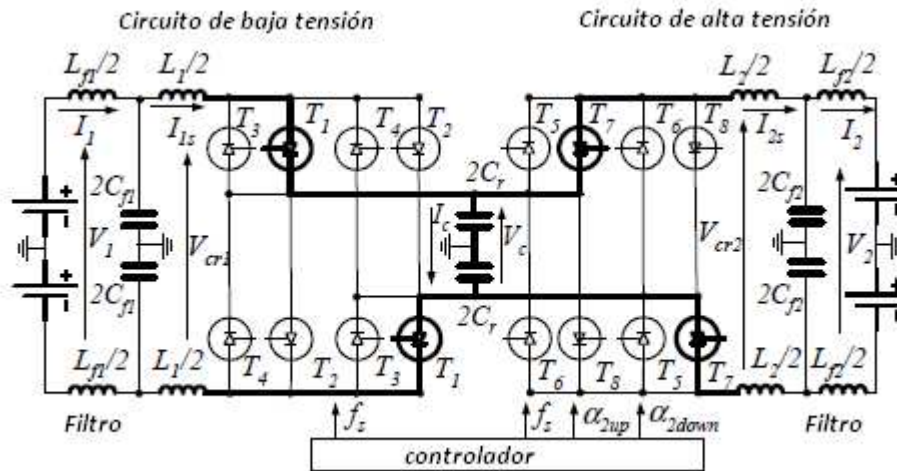 Circuito de baja tensión
Circuito de alta tensión
L_{f1}/2 L_1/2 L_2/2 L_{f2}/2
I_1 I_{1s} T_3 T_1 T_4 T_2 T_5 T_7 T_6 T_8 I_{2s} I_2
2C_r
2C_{f1} 2C_{f2}
I_c
V_1 V_{cr1} V_c V_{cr2} V_2
2C_{f1} 2C_{f2}
2C_r
L_{f1}/2 L_1/2 T_4 T_2 T_3 T_1 T_6 T_8 T_5 T_7 L_2/2 L_{f2}/2
Filtro f_s f_s α_{2up} α_{2down} Filtro
controlador